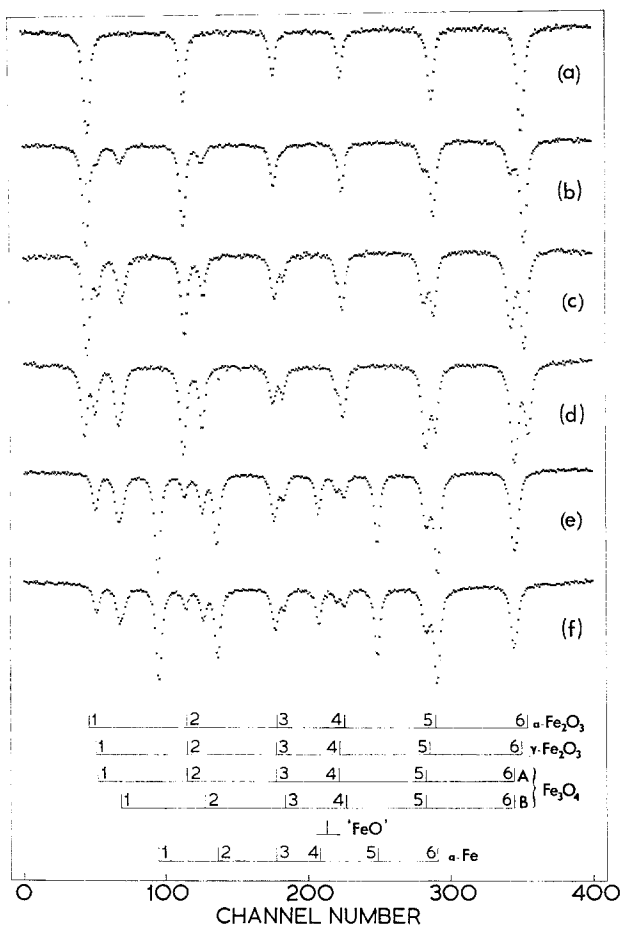 (a)
(b)
(c)
(d)
(e)
(f)
1 2 3 4 5 6 α-Fe₂O₃
1 2 3 4 5 6 γ-Fe₂O₃
1 2 3 4 5 6 A
1 2 3 4 5 6 B
Fe₃O₄
'FeO'
1 2 3 4 5 6 α-Fe
0 100 200 300 400
CHANNEL NUMBER